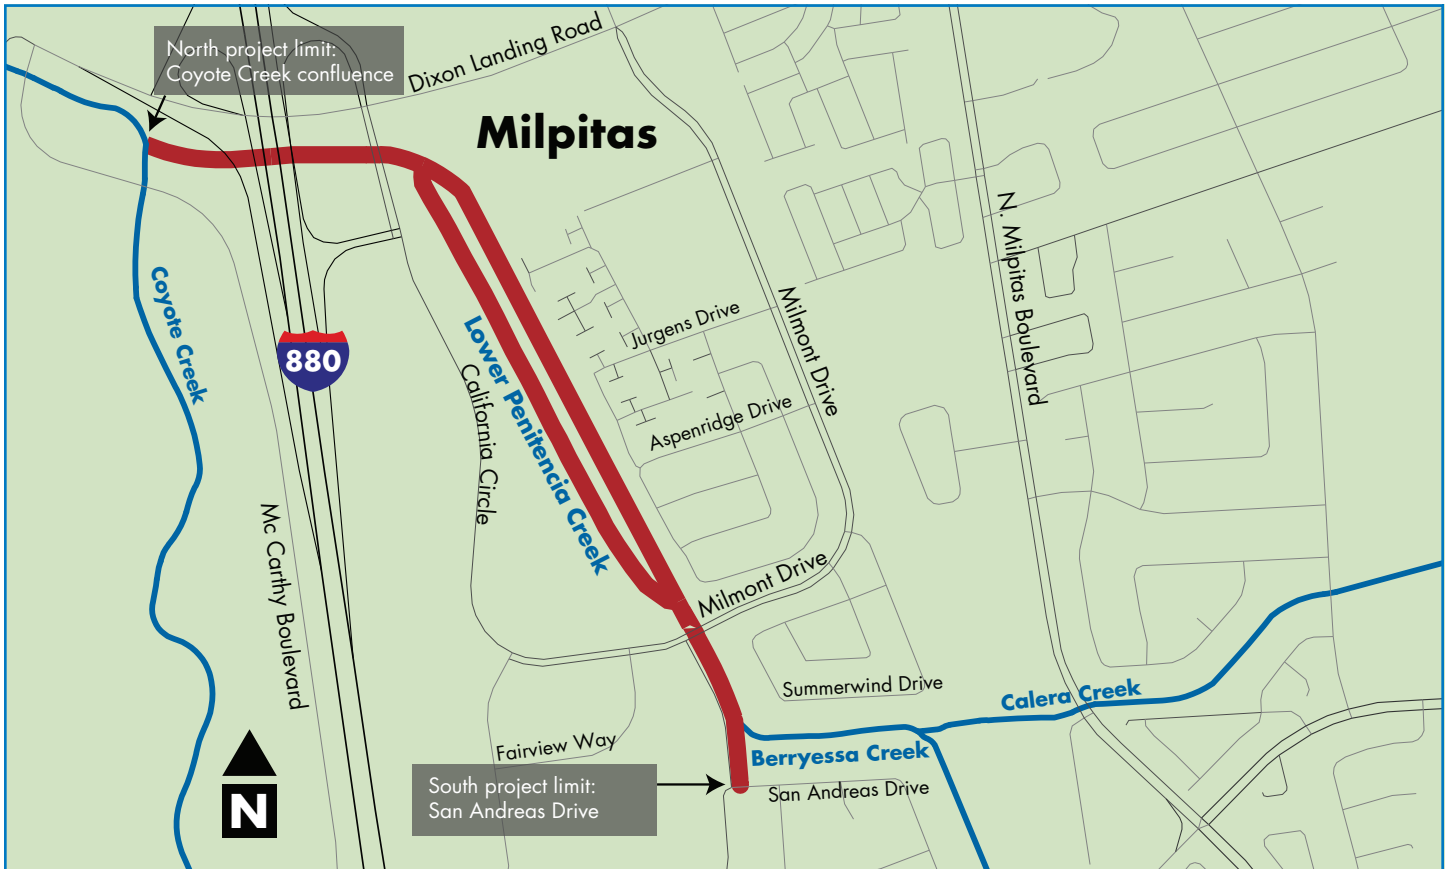 North project limit:
Coyote Creek confluence
Dixon Landing Road
Milpitas
N. Milpitas Boulevard
Coyote Creek
880
Lower Penitencia Creek
California Circle
Jurgens Drive
Milmont Drive
Aspenridge Drive
Mc Carthy Boulevard
Milmont Drive
Summerwind Drive
Calera Creek
Fairview Way
Berryessa Creek
South project limit:
San Andreas Drive
San Andreas Drive
N